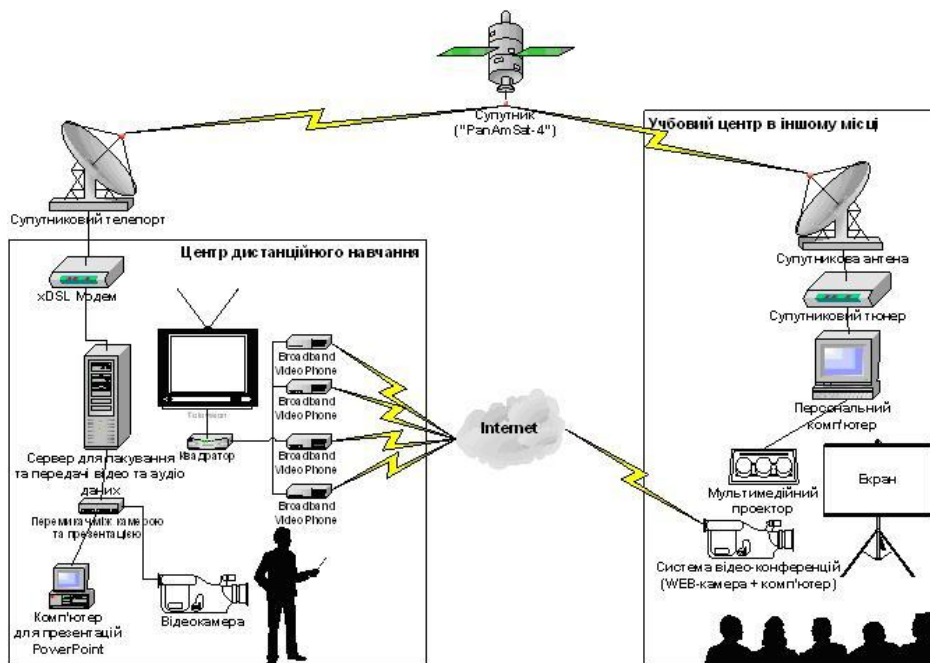 Супутник
("PanAmSat-4")
Учбовий центр в іншому місці
Супутниковий телепорт
Супутникова антена
Центр дистанційного навчання
xDSL Модем
Супутниковий тюнер
Broadband
Video Phone
Broadband
Video Phone
Broadband
Video Phone
Broadband
Video Phone
Television
Квадратор
Internet
Персональний
комп'ютер
Сервер для пакування
та передачі відео та аудіо
даних
Мультимедійний
проектор
Екран
Перемикач між камерою
та презентацією
Відеокамера
Комп'ютер
для презентацій
PowerPoint
Система відео-конференцій
(WEB-камера + комп'ютер)